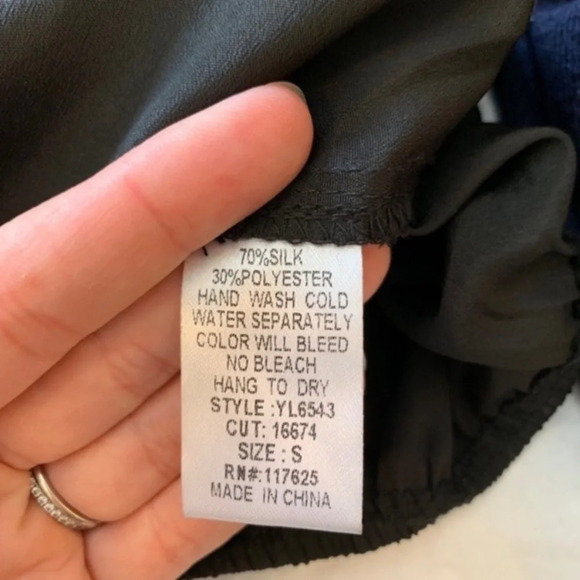 70%SILK
30%POLYESTER
HAND WASH COLD
WATER SEPARATELY
COLOR WILL BLEED
NO BLEACH
HANG TO DRY
STYLE :YL6543
CUT: 16674
SIZE : S
RN#:117625
MADE IN CHINA